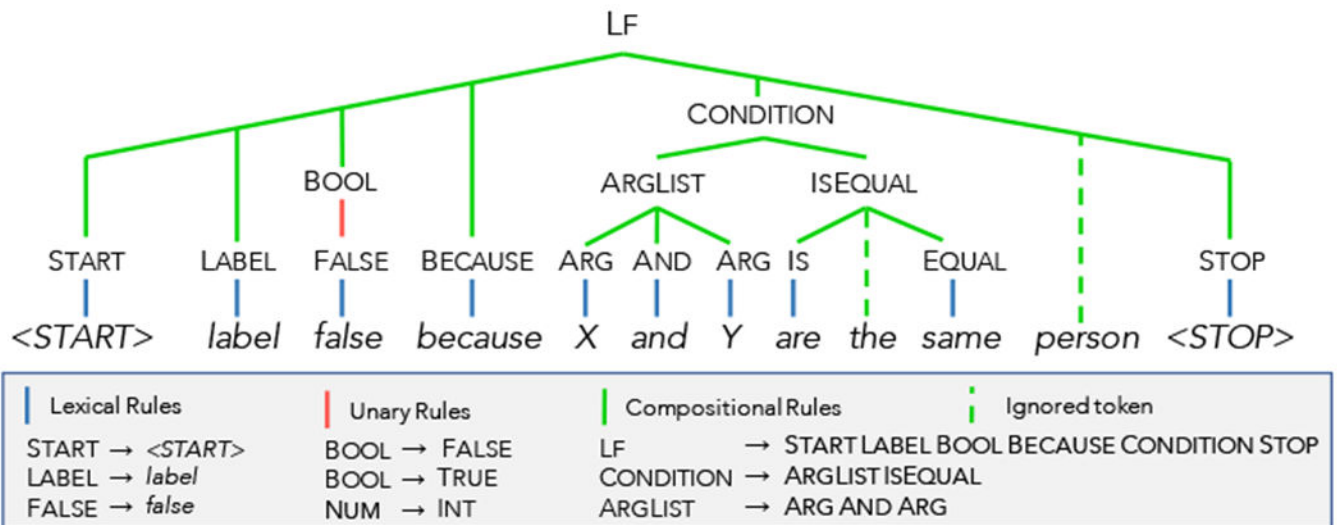 LF
CONDITION
BOOL ARGLIST ISEQUAL
START LABEL FALSE BECAUSE ARG AND ARG IS EQUAL STOP
<START> label false because X and Y are the same person <STOP>
Lexical Rules Unary Rules Compositional Rules Ignored token
START → <START> BOOL → FALSE LF → START LABEL BOOL BECAUSE CONDITION STOP
LABEL → label BOOL → TRUE CONDITION → ARGLIST ISEQUAL
FALSE → false NUM → INT ARGLIST → ARG AND ARG